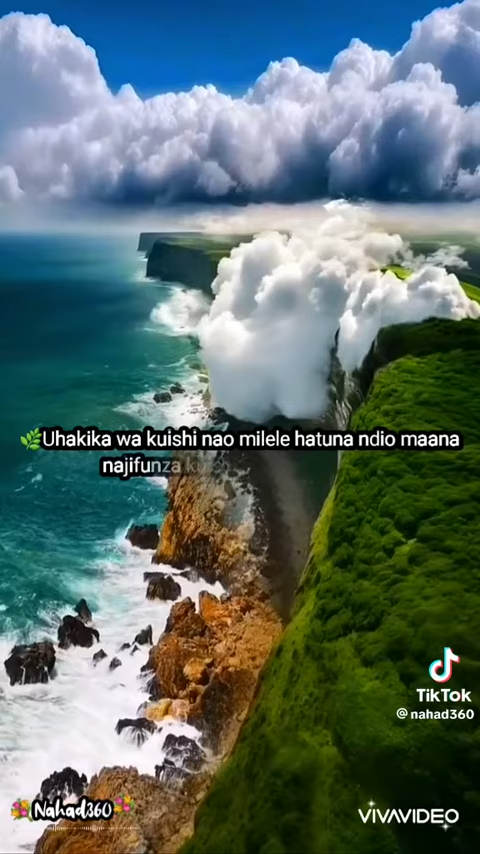 🌿Uhakika wa kuishi nao milele hatuna ndio maana
najifunza
TikTok
@nahad360
Nahad360
VIVAVIDEO